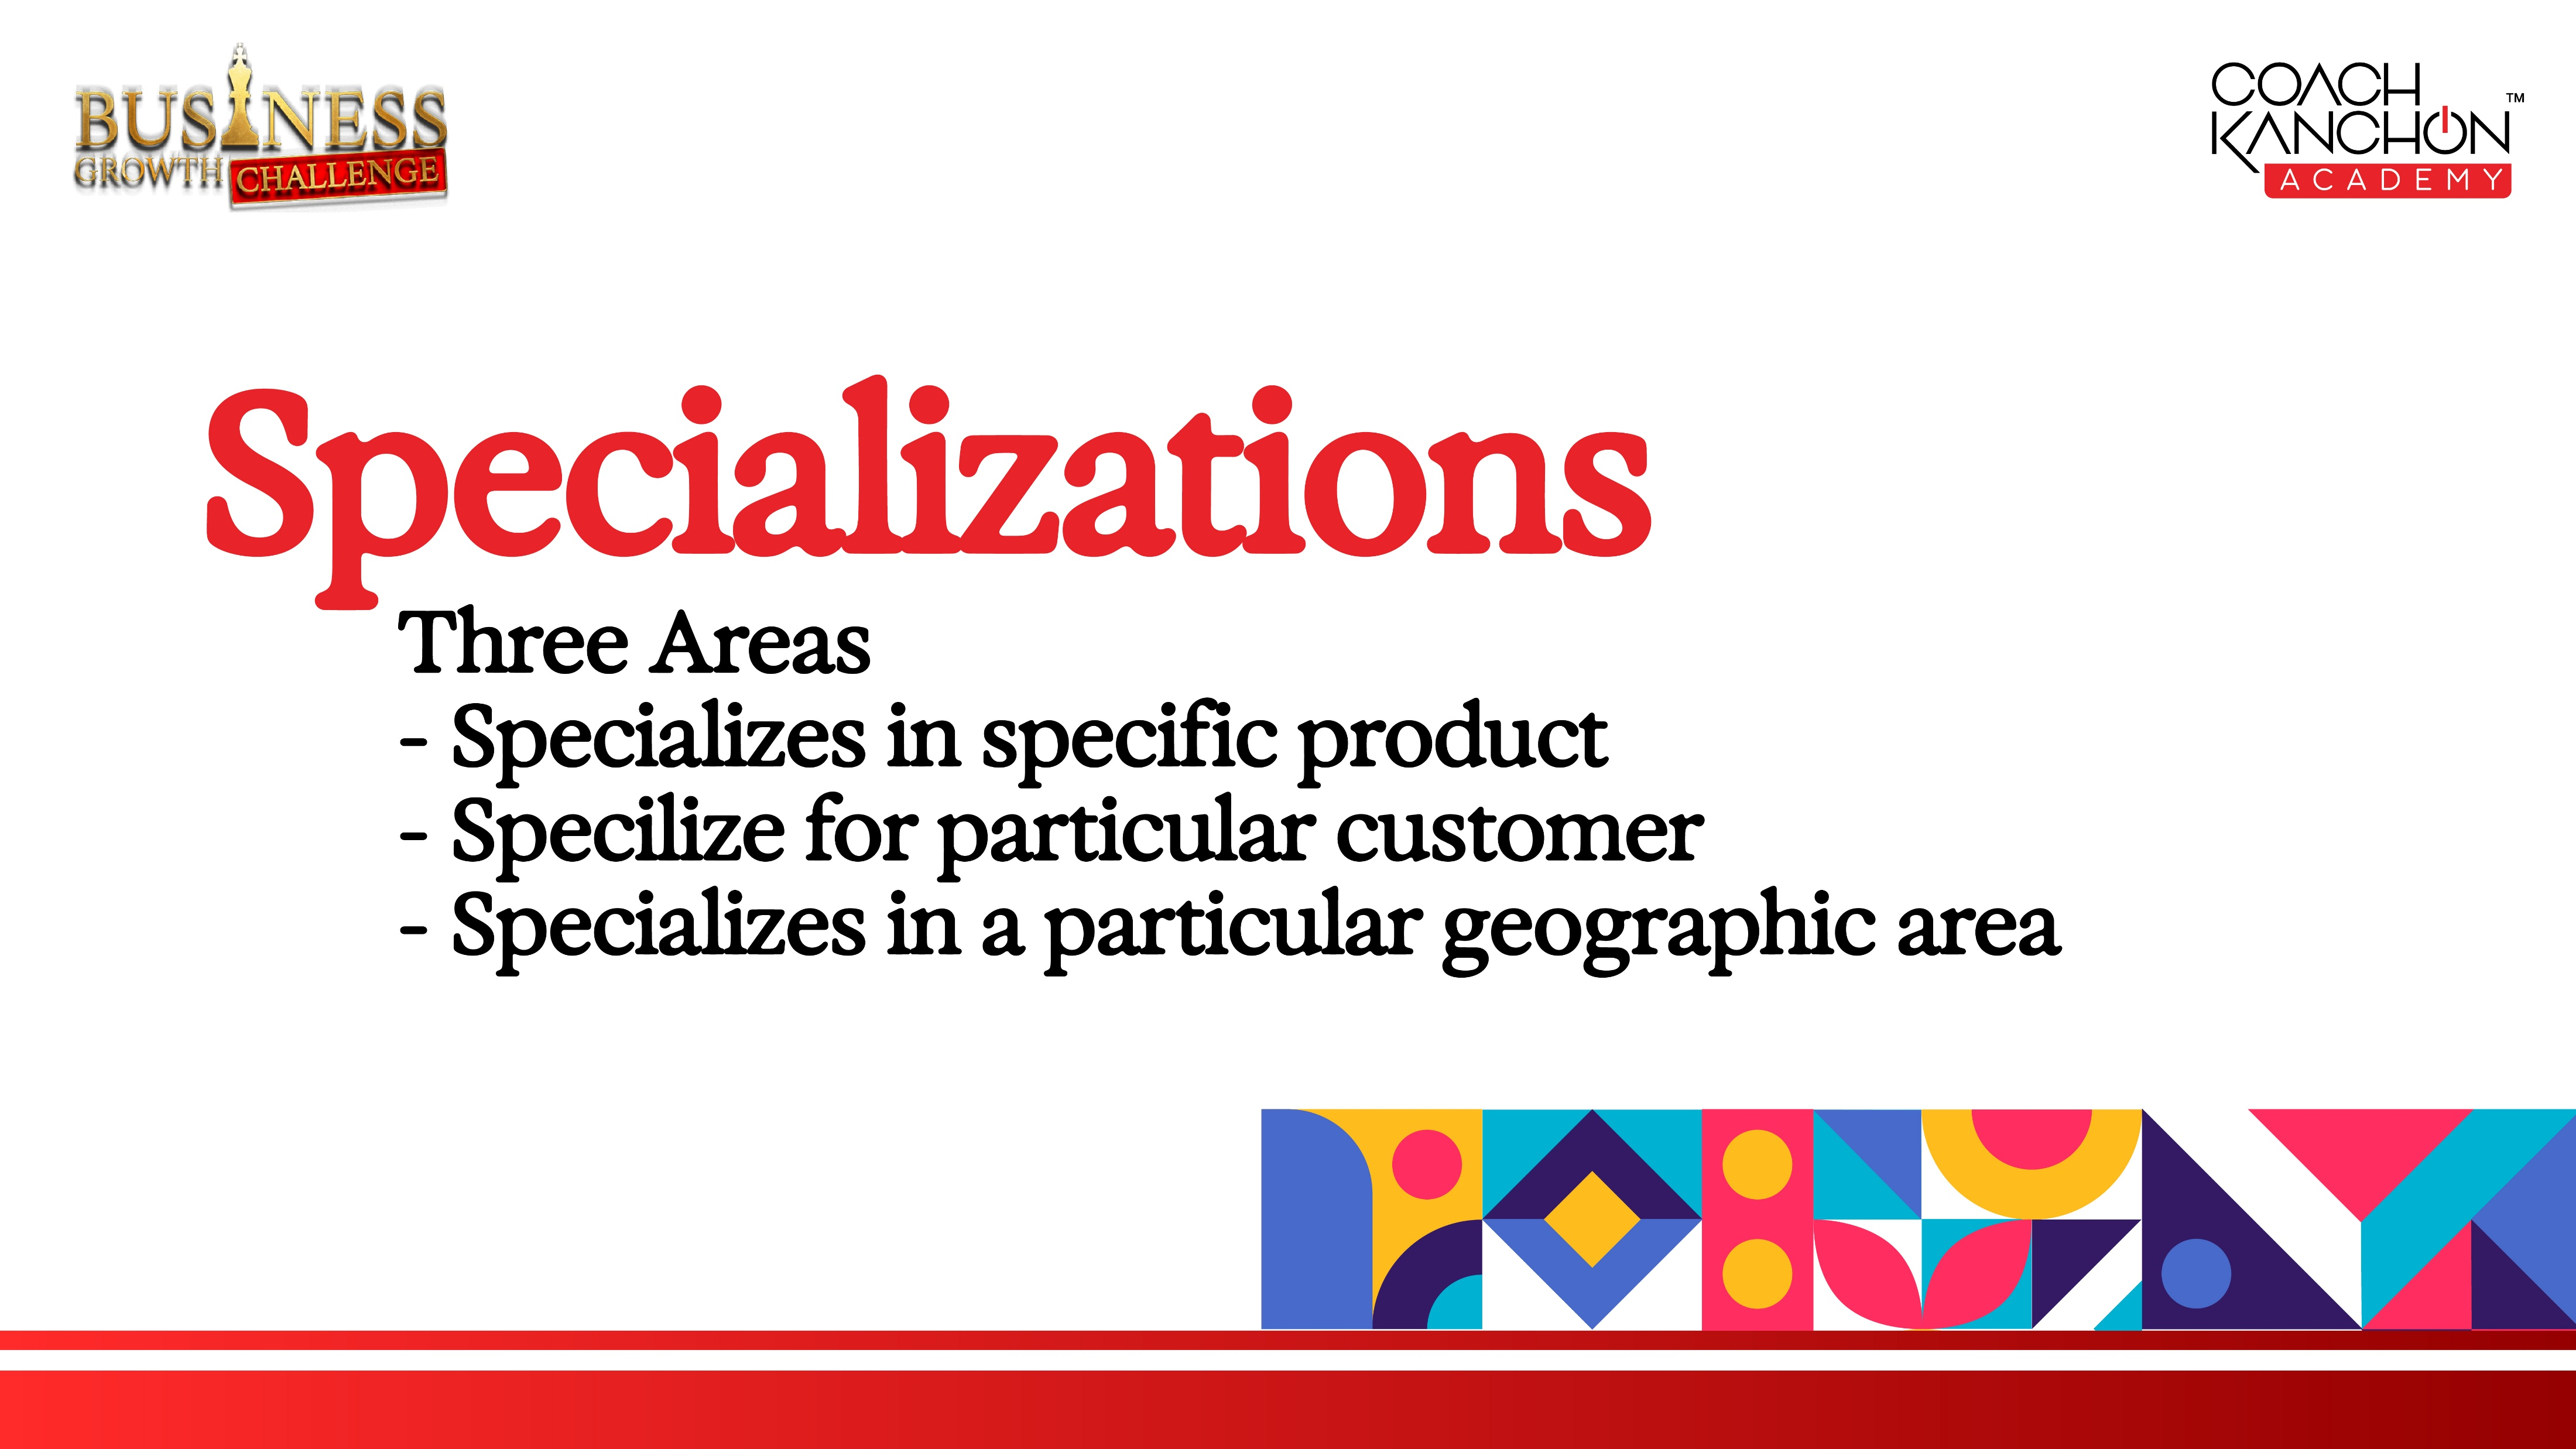 BUSINESS
GROWTH CHALLENGE
COACH
KANCHON
TM
ACADEMY
Specializations
Three Areas
- Specializes in specific product
- Specilize for particular customer
- Specializes in a particular geographic area